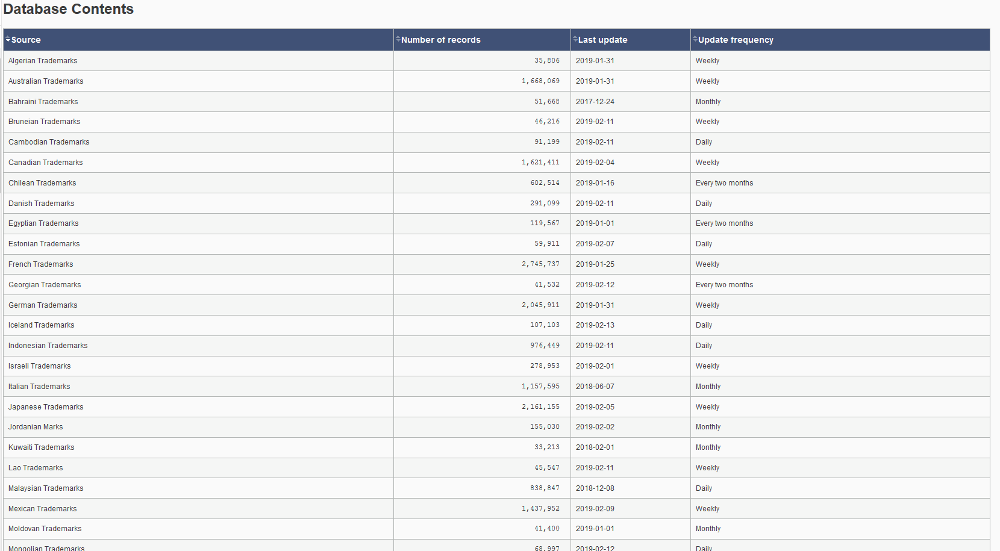 Database Contents
Source Number of records Last update Update frequency
Algerian Trademarks 35,806 2019-01-31 Weekly
Australian Trademarks 1,668,069 2019-01-31 Weekly
Bahraini Trademarks 51,668 2017-12-24 Monthly
Bruneian Trademarks 46,216 2019-02-11 Weekly
Cambodian Trademarks 91,199 2019-02-11 Daily
Canadian Trademarks 1,621,411 2019-02-04 Weekly
Chilean Trademarks 602,514 2019-01-16 Every two months
Danish Trademarks 291,099 2019-02-11 Daily
Egyptian Trademarks 119,567 2019-01-01 Every two months
Estonian Trademarks 59,911 2019-02-07 Daily
French Trademarks 2,745,737 2019-01-25 Weekly
Georgian Trademarks 41,532 2019-02-12 Every two months
German Trademarks 2,045,911 2019-01-31 Weekly
Iceland Trademarks 107,103 2019-02-13 Daily
Indonesian Trademarks 976,449 2019-02-11 Daily
Israeli Trademarks 278,953 2019-02-01 Weekly
Italian Trademarks 1,157,595 2018-06-07 Monthly
Japanese Trademarks 2,161,155 2019-02-05 Weekly
Jordanian Marks 155,030 2019-02-02 Monthly
Kuwaiti Trademarks 33,213 2018-02-01 Monthly
Lao Trademarks 45,547 2019-02-11 Weekly
Malaysian Trademarks 838,847 2018-12-08 Daily
Mexican Trademarks 1,437,952 2019-02-09 Weekly
Moldovan Trademarks 41,400 2019-01-01 Monthly
Mongolian Trademarks 68,997 2019-02-12 Daily